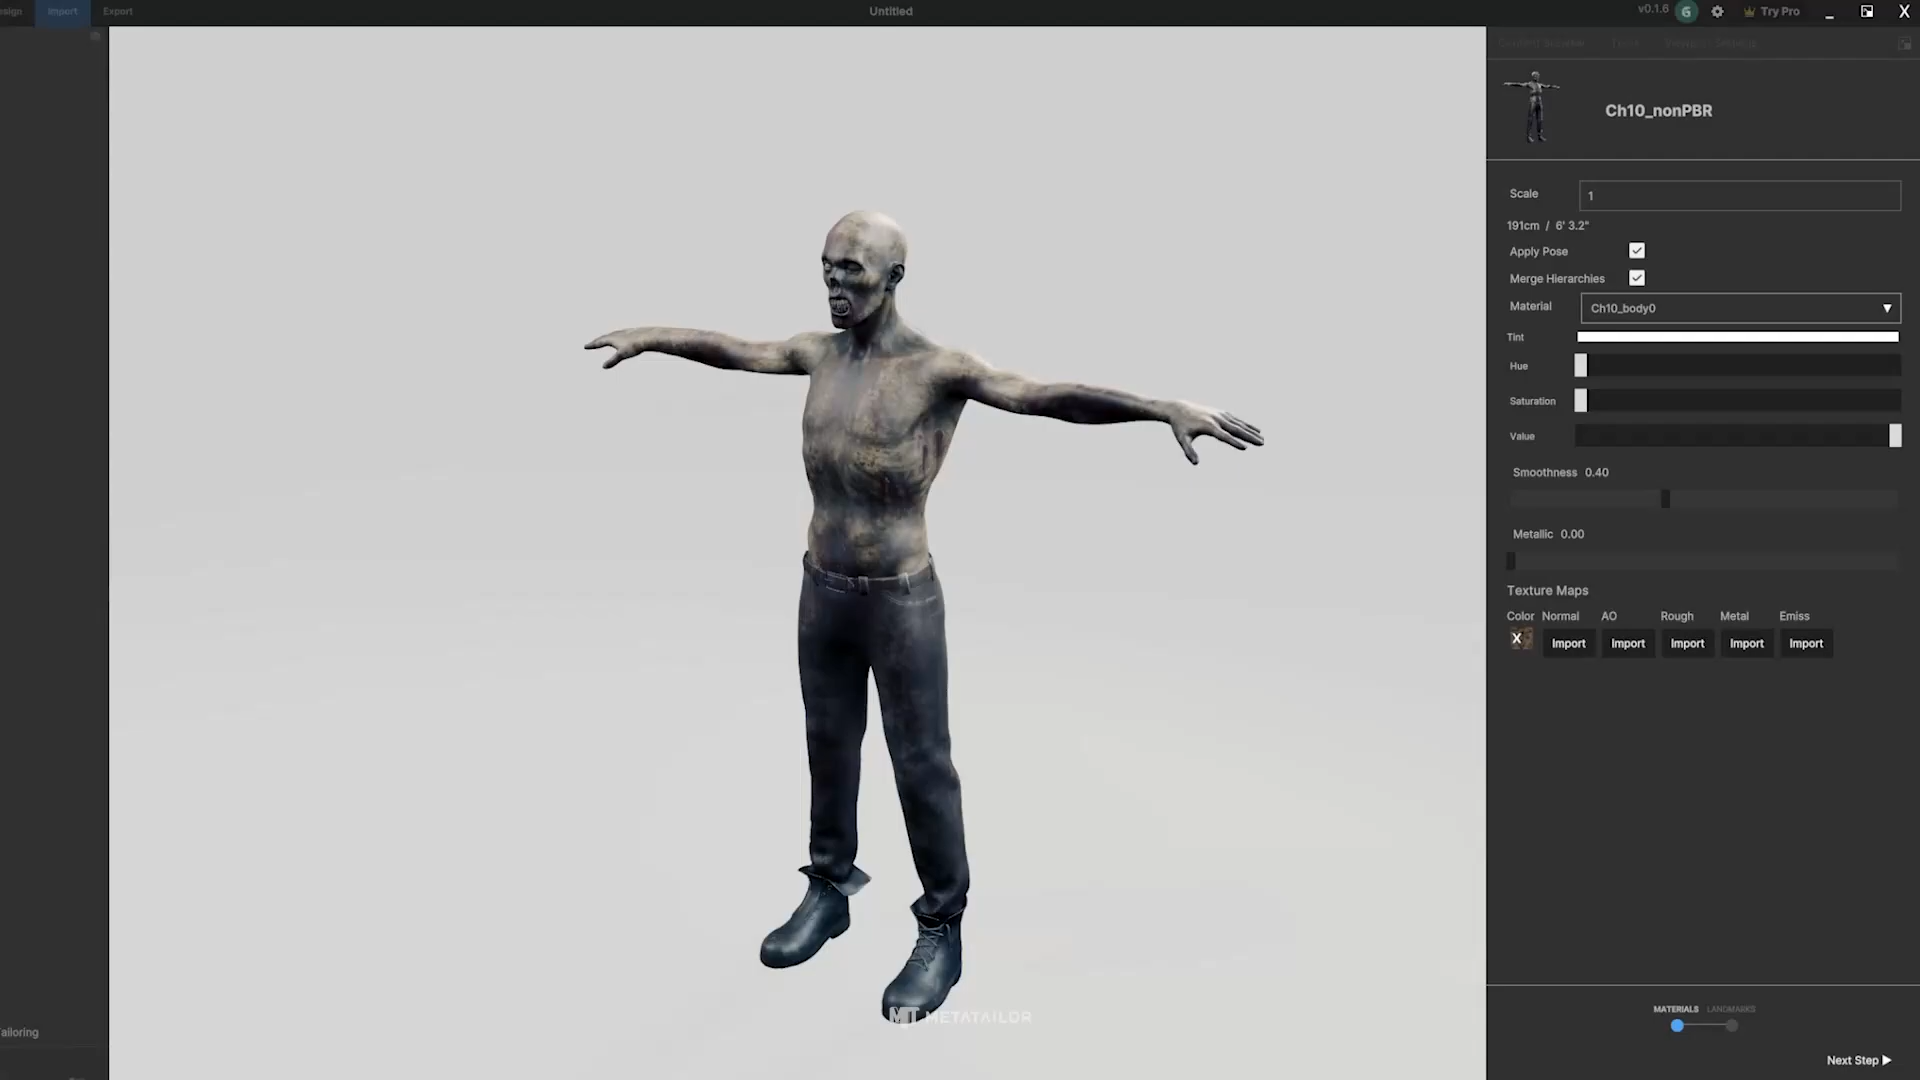 Import
Export
Untitled
v0.1.6
G
Try Pro
X
Ch10_nonPBR
Scale
1
191cm / 6' 3.2"
Apply Pose
Merge Hierarchies
Material
Ch10_body0
Tint
Hue
Saturation
Value
Smoothness 0.40
Metallic 0.00
Texture Maps
Color Normal AO Rough Metal Emiss
X Import Import Import Import Import
MT METATAILOR
MATERIALS LANDMARKS
ailoring
Next Step